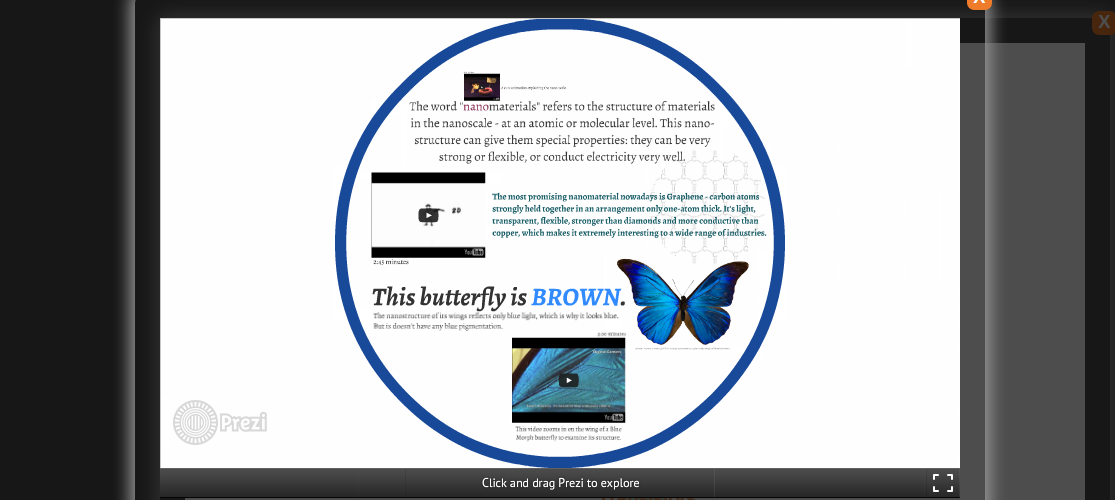 The word "nanomaterials" refers to the structure of materials
in the nanoscale - at an atomic or molecular level. This nano-
structure can give them special properties: they can be very
strong or flexible, or conduct electricity very well.
The most promising nanomaterial nowadays is Graphene - carbon atoms
strongly held together in an arrangement only one-atom thick. It's light,
transparent, flexible, stronger than diamonds and more conductive than
copper, which makes it extremely interesting to a wide range of industries.
2D
YouTube
2:45 minutes
This butterfly is BROWN.
The nanostructure of its wings reflects only blue light, which is why it looks blue.
But is doesn't have any blue pigmentation.
YouTube
This video zooms in on the wing of a Blue
Morph butterfly to examine its structure.
Prezi
Click and drag Prezi to explore
X